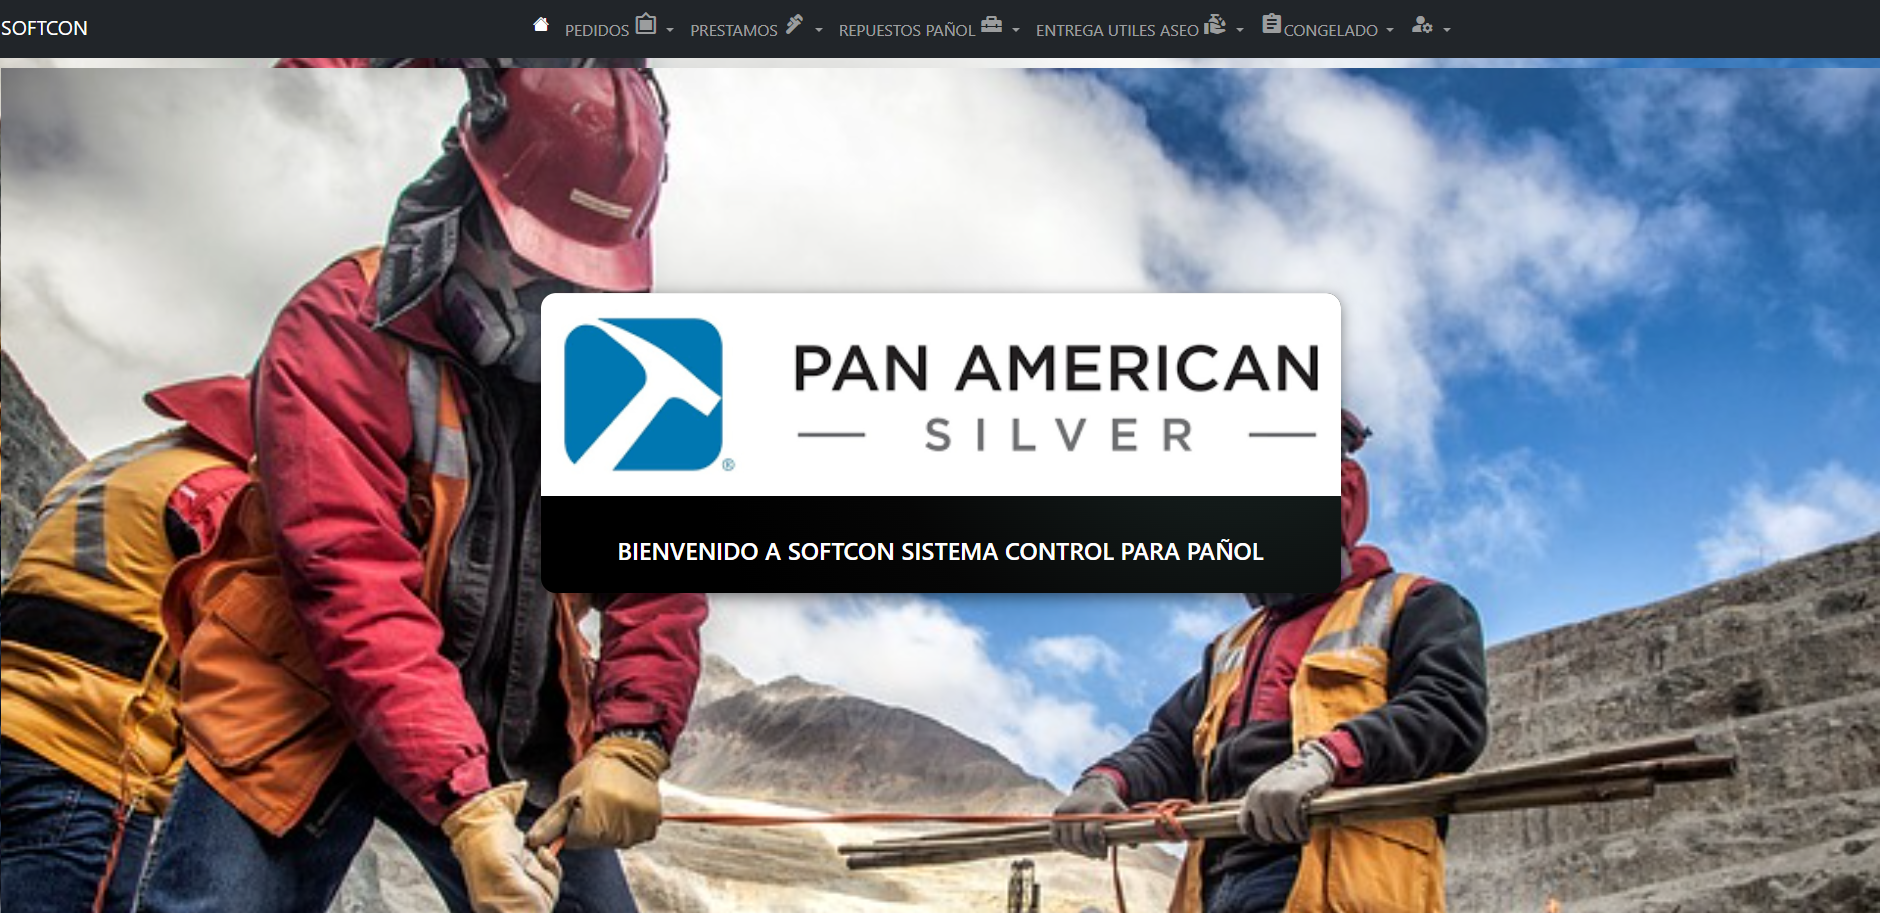 SOFTCON
PEDIDOS
PRESTAMOS
REPUESTOS PAÑOL
ENTREGA UTILES ASEO
CONGELADO
PAN AMERICAN
SILVER
®
BIENVENIDO A SOFTCON SISTEMA CONTROL PARA PAÑOL